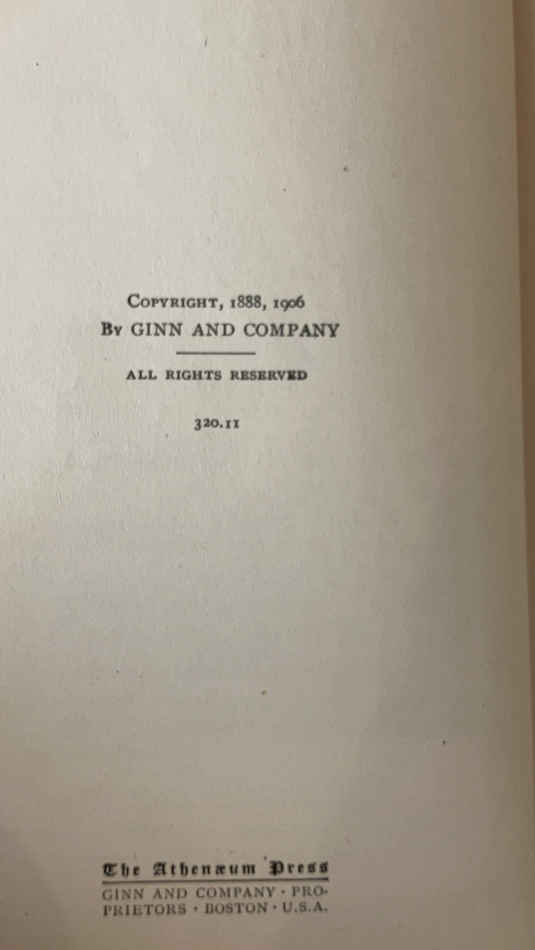 COPYRIGHT, 1888, 1906
BY GINN AND COMPANY
ALL RIGHTS RESERVED
320.11
The Athenæum Press
GINN AND COMPANY · PRO-
PRIETORS · BOSTON · U.S.A.